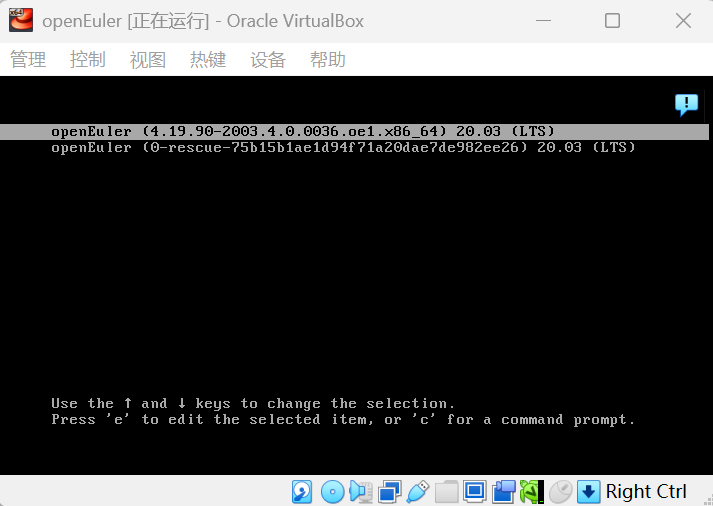 openEuler [正在运行] - Oracle VirtualBox
管理 控制 视图 热键 设备 帮助
openEuler (4.19.90-2003.4.0.0036.oe1.x86_64) 20.03 (LTS)
openEuler (0-rescue-75b15b1ae1d94f71a20dae7de982ee26) 20.03 (LTS)
Use the ↑ and ↓ keys to change the selection.
Press 'e' to edit the selected item, or 'c' for a command prompt.
Right Ctrl